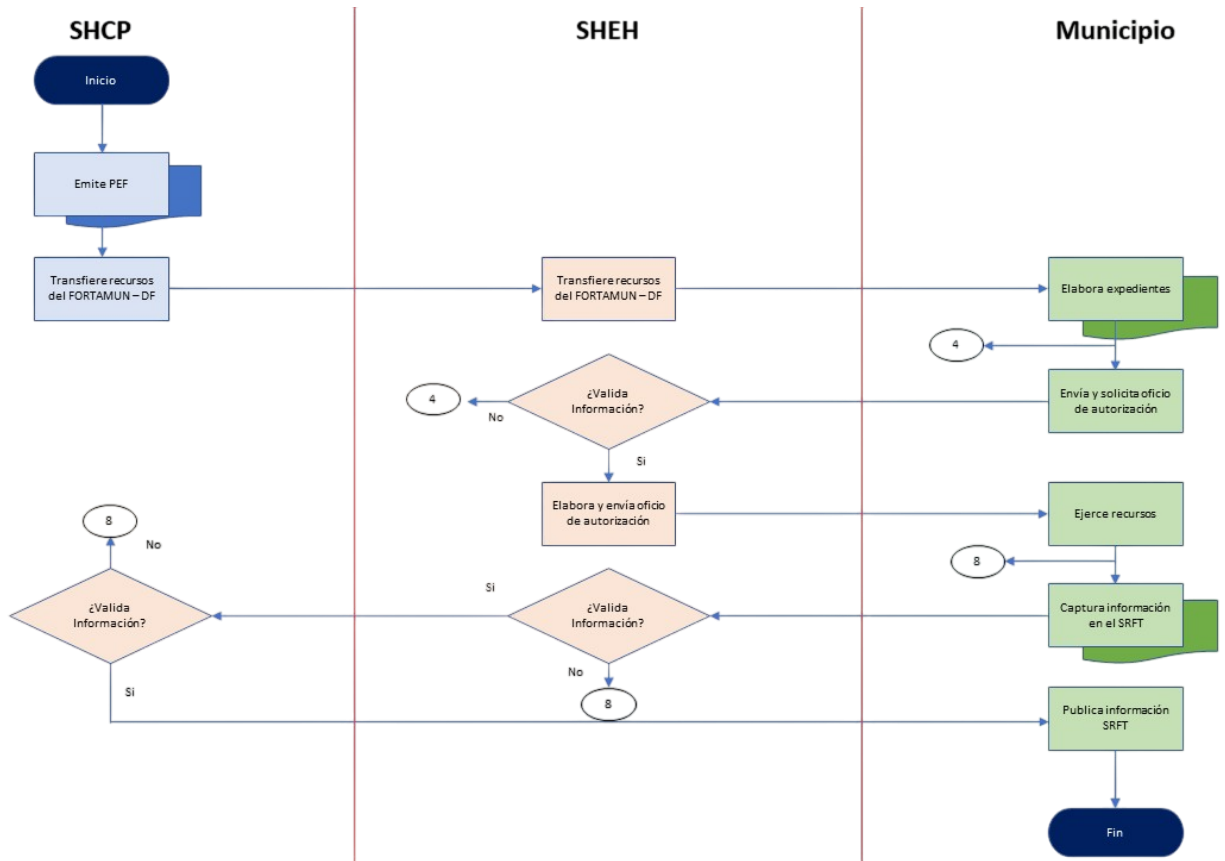 SHCP
SHEH
Municipio
Inicio
Emite PEF
Transfiere recursos
del FORTAMUN – DF
Transfiere recursos
del FORTAMUN – DF
Elabora expedientes
4
4
¿Valida
Información?
No
Si
Envía y solicita oficio
de autorización
Elabora y envía oficio
de autorización
Ejerce recursos
8
8
No
¿Valida
Información?
Si
Si
¿Valida
Información?
No
8
Captura información
en el SRFT
Publica información
SRFT
Fin